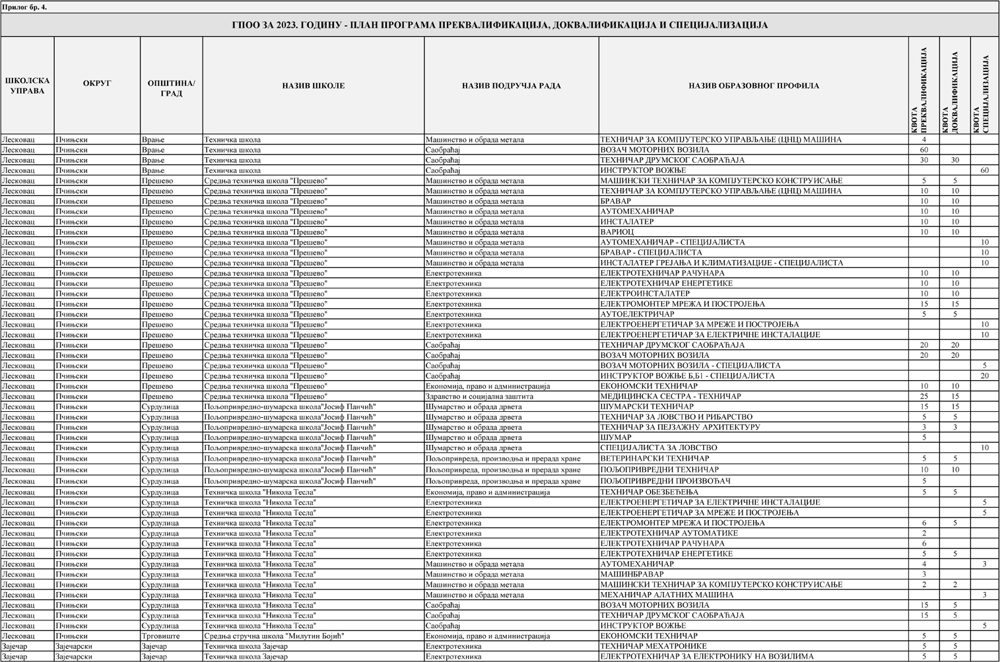 Прилог бр. 4.
ГПОО ЗА 2023. ГОДИНУ - ПЛАН ПРОГРАМА ПРЕКВАЛИФИКАЦИЈА, ДОКВАЛИФИКАЦИЈА И СПЕЦИЈАЛИЗАЦИЈА
ШКОЛСКА УПРАВА ОКРУГ ОПШТИНА/ ГРАД НАЗИВ ШКОЛЕ НАЗИВ ПОДРУЧЈА РАДА НАЗИВ ОБРАЗОВНОГ ПРОФИЛА КВОТА ПРЕКВАЛИФИКАЦИЈА КВОТА ДОКВАЛИФИКАЦИЈА КВОТА СПЕЦИЈАЛИЗАЦИЈА
Лесковац Пчињски Врање Техничка школа Машинство и обрада метала ТЕХНИЧАР ЗА КОМПЈУТЕРСКО УПРАВЉАЊЕ (ЦНЦ) МАШИНА 4
Лесковац Пчињски Врање Техничка школа Саобраћај ВОЗАЧ МОТОРНИХ ВОЗИЛА 60
Лесковац Пчињски Врање Техничка школа Саобраћај ТЕХНИЧАР ДРУМСКОГ САОБРАЋАЈА 30 30
Лесковац Пчињски Врање Техничка школа Саобраћај ИНСТРУКТОР ВОЖЊЕ 60
Лесковац Пчињски Прешево Средња техничка школа "Прешево" Машинство и обрада метала МАШИНСКИ ТЕХНИЧАР ЗА КОМПЈУТЕРСКО КОНСТРУИСАЊЕ 5 5
Лесковац Пчињски Прешево Средња техничка школа "Прешево" Машинство и обрада метала ТЕХНИЧАР ЗА КОМПЈУТЕРСКО УПРАВЉАЊЕ (ЦНЦ) МАШИНА 10 10
Лесковац Пчињски Прешево Средња техничка школа "Прешево" Машинство и обрада метала БРАВАР 10 10
Лесковац Пчињски Прешево Средња техничка школа "Прешево" Машинство и обрада метала АУТОМЕХАНИЧАР 10 10
Лесковац Пчињски Прешево Средња техничка школа "Прешево" Машинство и обрада метала ИНСТАЛАТЕР 10 10
Лесковац Пчињски Прешево Средња техничка школа "Прешево" Машинство и обрада метала ВАРИОЦ 10 10
Лесковац Пчињски Прешево Средња техничка школа "Прешево" Машинство и обрада метала АУТОМЕХАНИЧАР - СПЕЦИЈАЛИСТА 10
Лесковац Пчињски Прешево Средња техничка школа "Прешево" Машинство и обрада метала БРАВАР - СПЕЦИЈАЛИСТА 10
Лесковац Пчињски Прешево Средња техничка школа "Прешево" Машинство и обрада метала ИНСТАЛАТЕР ГРЕЈАЊА И КЛИМАТИЗАЦИЈЕ - СПЕЦИЈАЛИСТА 10
Лесковац Пчињски Прешево Средња техничка школа "Прешево" Електротехника ЕЛЕКТРОТЕХНИЧАР РАЧУНАРА 10 10
Лесковац Пчињски Прешево Средња техничка школа "Прешево" Електротехника ЕЛЕКТРОТЕХНИЧАР ЕНЕРГЕТИКЕ 10 10
Лесковац Пчињски Прешево Средња техничка школа "Прешево" Електротехника ЕЛЕКТРОИНСТАЛАТЕР 10 10
Лесковац Пчињски Прешево Средња техничка школа "Прешево" Електротехника ЕЛЕКТРОМОНТЕР МРЕЖА И ПОСТРОЈЕЊА 15 15
Лесковац Пчињски Прешево Средња техничка школа "Прешево" Електротехника АУТОЕЛЕКТРИЧАР 5 5
Лесковац Пчињски Прешево Средња техничка школа "Прешево" Електротехника ЕЛЕКТРОЕНЕРГЕТИЧАР ЗА МРЕЖЕ И ПОСТРОЈЕЊА 10
Лесковац Пчињски Прешево Средња техничка школа "Прешево" Електротехника ЕЛЕКТРОЕНЕРГЕТИЧАР ЗА ЕЛЕКТРИЧНЕ ИНСТАЛАЦИЈЕ 10
Лесковац Пчињски Прешево Средња техничка школа "Прешево" Саобраћај ТЕХНИЧАР ДРУМСКОГ САОБРАЋАЈА 20 20
Лесковац Пчињски Прешево Средња техничка школа "Прешево" Саобраћај ВОЗАЧ МОТОРНИХ ВОЗИЛА 20 20
Лесковац Пчињски Прешево Средња техничка школа "Прешево" Саобраћај ВОЗАЧ МОТОРНИХ ВОЗИЛА - СПЕЦИЈАЛИСТА 5
Лесковац Пчињски Прешево Средња техничка школа "Прешево" Саобраћај ИНСТРУКТОР ВОЖЊЕ Б,Б1 - СПЕЦИЈАЛИСТА 20
Лесковац Пчињски Прешево Средња техничка школа "Прешево" Економија, право и администрација ЕКОНОМСКИ ТЕХНИЧАР 10 10
Лесковац Пчињски Прешево Средња техничка школа "Прешево" Здравство и социјална заштита МЕДИЦИНСКА СЕСТРА - ТЕХНИЧАР 25 15
Лесковац Пчињски Сурдулица Пољопривредно-шумарска школа"Јосиф Панчић" Шумарство и обрада дрвета ШУМАРСКИ ТЕХНИЧАР 15 15
Лесковац Пчињски Сурдулица Пољопривредно-шумарска школа"Јосиф Панчић" Шумарство и обрада дрвета ТЕХНИЧАР ЗА ЛОВСТВО И РИБАРСТВО 5 5
Лесковац Пчињски Сурдулица Пољопривредно-шумарска школа"Јосиф Панчић" Шумарство и обрада дрвета ТЕХНИЧАР ЗА ПЕЈЗАЖНУ АРХИТЕКТУРУ 3 3
Лесковац Пчињски Сурдулица Пољопривредно-шумарска школа"Јосиф Панчић" Шумарство и обрада дрвета ШУМАР 5
Лесковац Пчињски Сурдулица Пољопривредно-шумарска школа"Јосиф Панчић" Шумарство и обрада дрвета СПЕЦИЈАЛИСТА ЗА ЛОВСТВО 10
Лесковац Пчињски Сурдулица Пољопривредно-шумарска школа"Јосиф Панчић" Пољопривреда, производња и прерада хране ВЕТЕРИНАРСКИ ТЕХНИЧАР 5 5
Лесковац Пчињски Сурдулица Пољопривредно-шумарска школа"Јосиф Панчић" Пољопривреда, производња и прерада хране ПОЉОПРИВРЕДНИ ТЕХНИЧАР 10 10
Лесковац Пчињски Сурдулица Пољопривредно-шумарска школа"Јосиф Панчић" Пољопривреда, производња и прерада хране ПОЉОПРИВРЕДНИ ПРОИЗВОЂАЧ 5
Лесковац Пчињски Сурдулица Техничка школа "Никола Тесла" Економија, право и администрација ТЕХНИЧАР ОБЕЗБЕЂЕЊА 5 5
Лесковац Пчињски Сурдулица Техничка школа "Никола Тесла" Електротехника ЕЛЕКТРОЕНЕРГЕТИЧАР ЗА ЕЛЕКТРИЧНЕ ИНСТАЛАЦИЈЕ 5
Лесковац Пчињски Сурдулица Техничка школа "Никола Тесла" Електротехника ЕЛЕКТРОЕНЕРГЕТИЧАР ЗА МРЕЖЕ И ПОСТРОЈЕЊА 5
Лесковац Пчињски Сурдулица Техничка школа "Никола Тесла" Електротехника ЕЛЕКТРОМОНТЕР МРЕЖА И ПОСТРОЈЕЊА 6 5
Лесковац Пчињски Сурдулица Техничка школа "Никола Тесла" Електротехника ЕЛЕКТРОТЕХНИЧАР АУТОМАТИКЕ 2
Лесковац Пчињски Сурдулица Техничка школа "Никола Тесла" Електротехника ЕЛЕКТРОТЕХНИЧАР РАЧУНАРА 6
Лесковац Пчињски Сурдулица Техничка школа "Никола Тесла" Електротехника ЕЛЕКТРОТЕХНИЧАР ЕНЕРГЕТИКЕ 5 5
Лесковац Пчињски Сурдулица Техничка школа "Никола Тесла" Машинство и обрада метала АУТОМЕХАНИЧАР 4 3
Лесковац Пчињски Сурдулица Техничка школа "Никола Тесла" Машинство и обрада метала МАШИНБРАВАР 3
Лесковац Пчињски Сурдулица Техничка школа "Никола Тесла" Машинство и обрада метала МАШИНСКИ ТЕХНИЧАР ЗА КОМПЈУТЕРСКО КОНСТРУИСАЊЕ 2 2
Лесковац Пчињски Сурдулица Техничка школа "Никола Тесла" Машинство и обрада метала МЕХАНИЧАР АЛАТНИХ МАШИНА 3
Лесковац Пчињски Сурдулица Техничка школа "Никола Тесла" Саобраћај ВОЗАЧ МОТОРНИХ ВОЗИЛА 15 5
Лесковац Пчињски Сурдулица Техничка школа "Никола Тесла" Саобраћај ТЕХНИЧАР ДРУМСКОГ САОБРАЋАЈА 15 5
Лесковац Пчињски Сурдулица Техничка школа "Никола Тесла" Саобраћај ИНСТРУКТОР ВОЖЊЕ 5
Лесковац Пчињски Трговиште Средња стручна школа "Милутин Бојић" Економија, право и администрација ЕКОНОМСКИ ТЕХНИЧАР 5 5
Зајечар Зајечарски Зајечар Техничка школа Зајечар Електротехника ТЕХНИЧАР МЕХАТРОНИКЕ 5 5
Зајечар Зајечарски Зајечар Техничка школа Зајечар Електротехника ЕЛЕКТРОТЕХНИЧАР ЗА ЕЛЕКТРОНИКУ НА ВОЗИЛИМА 5 5